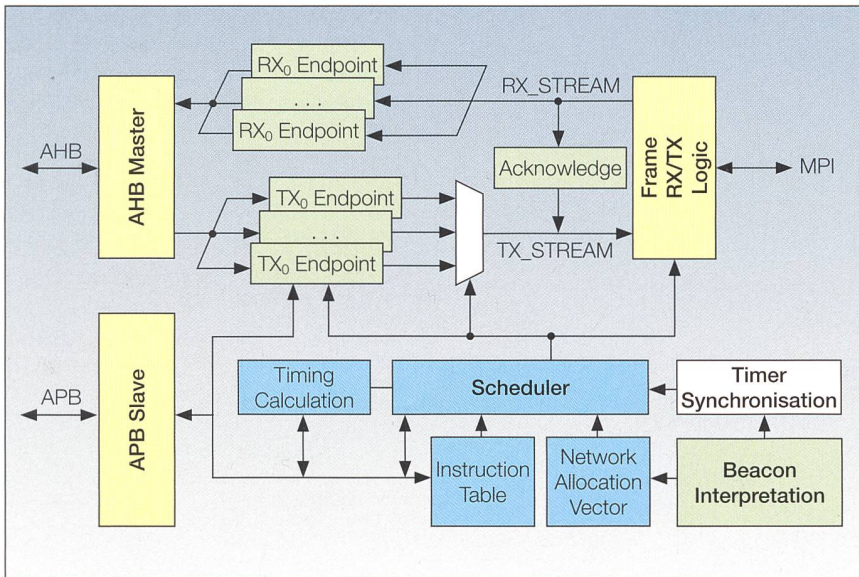 RX₀ Endpoint
. . .
RX₀ Endpoint
RX_STREAM
AHB
AHB Master
Acknowledge
Frame
RX/TX
Logic
MPI
TX₀ Endpoint
. . .
TX₀ Endpoint
TX_STREAM
APB
APB Slave
Timing
Calculation
Scheduler
Timer
Synchronisation
Instruction
Table
Network
Allocation
Vector
Beacon
Interpretation